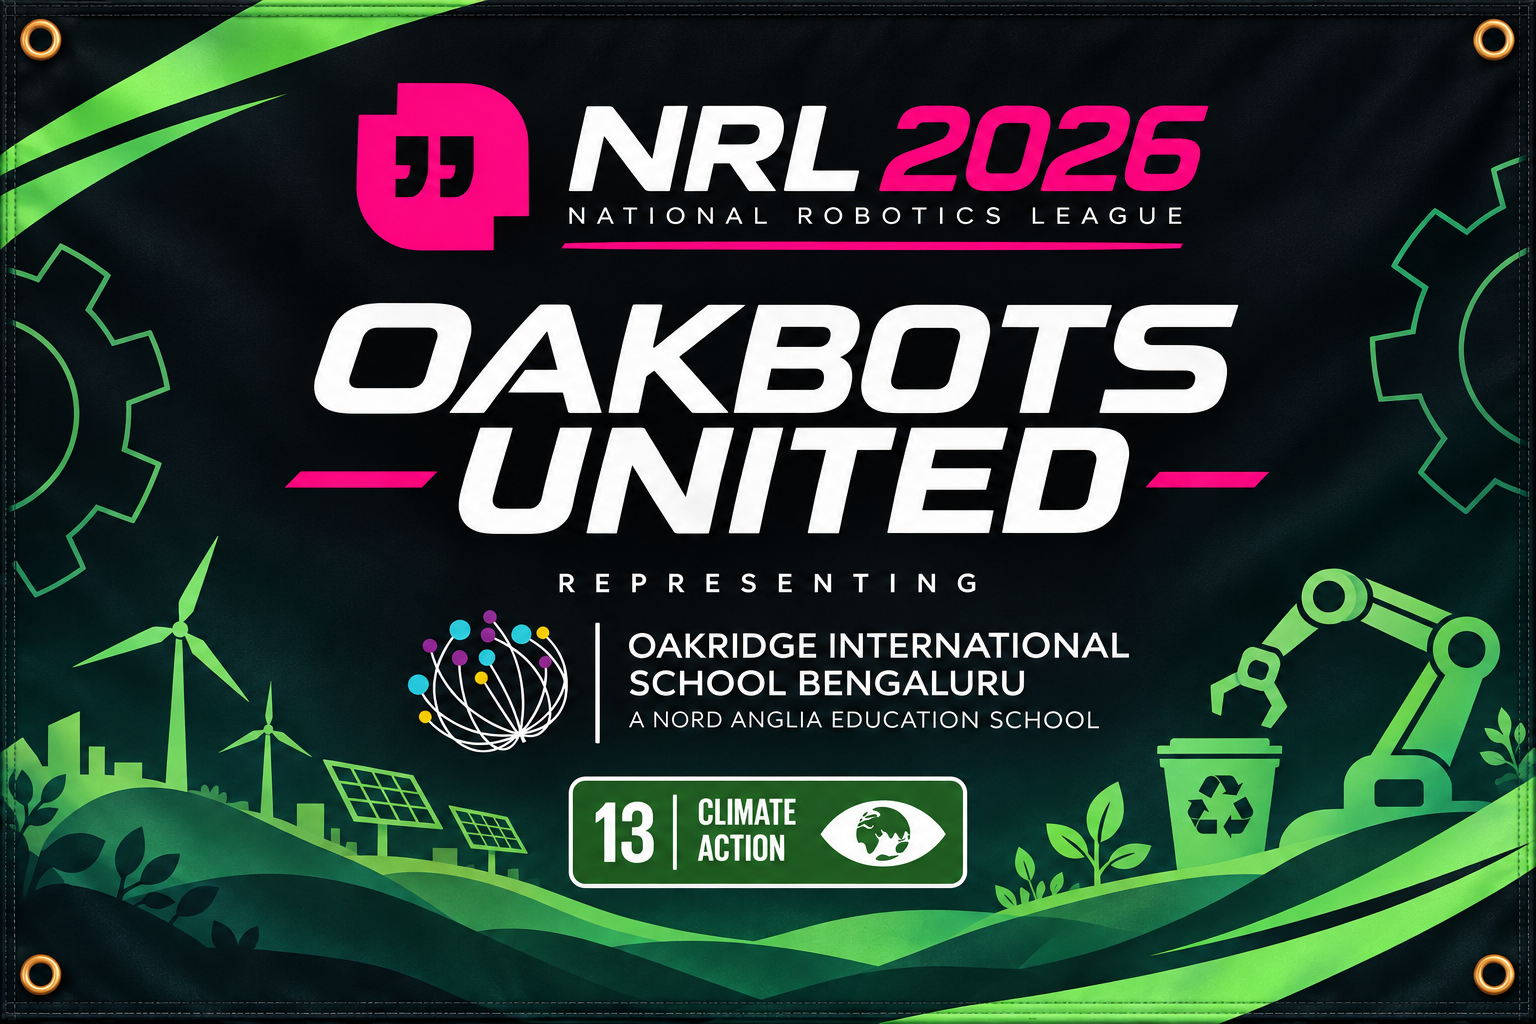 NRL 2026
NATIONAL ROBOTICS LEAGUE
OAKBOTS
UNITED
REPRESENTING
OAKRIDGE INTERNATIONAL
SCHOOL BENGALURU
A NORD ANGLIA EDUCATION SCHOOL
13 CLIMATE
ACTION